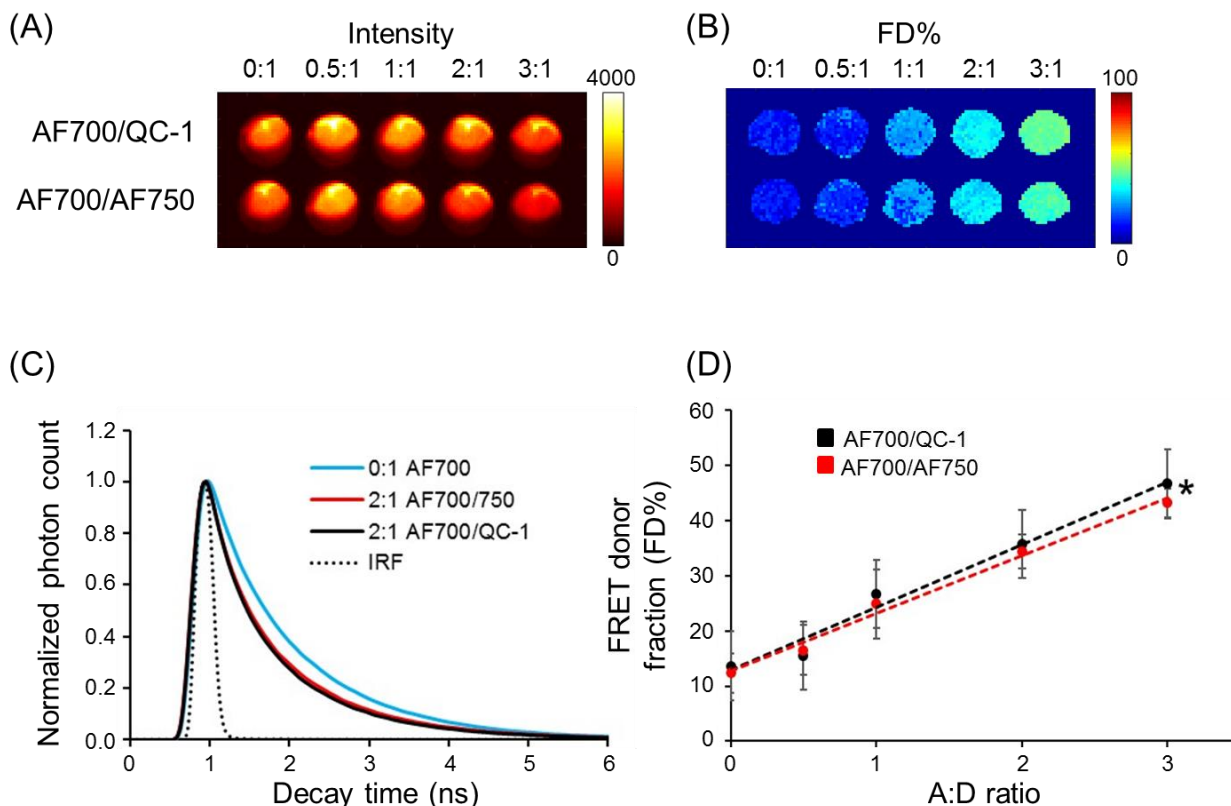 (A)
Intensity
0:1 0.5:1 1:1 2:1 3:1
4000
AF700/QC-1
AF700/AF750
0
(B)
FD%
0:1 0.5:1 1:1 2:1 3:1
100
0
(C)
Normalized photon count
1.2
1.0
0.8
0.6
0.4
0.2
0.0
0:1 AF700
2:1 AF700/750
2:1 AF700/QC-1
IRF
0 1 2 3 4 5 6
Decay time (ns)
(D)
FRET donor
fraction (FD%)
60
50
40
30
20
10
0
AF700/QC-1
AF700/AF750
*
0 1 2 3
A:D ratio